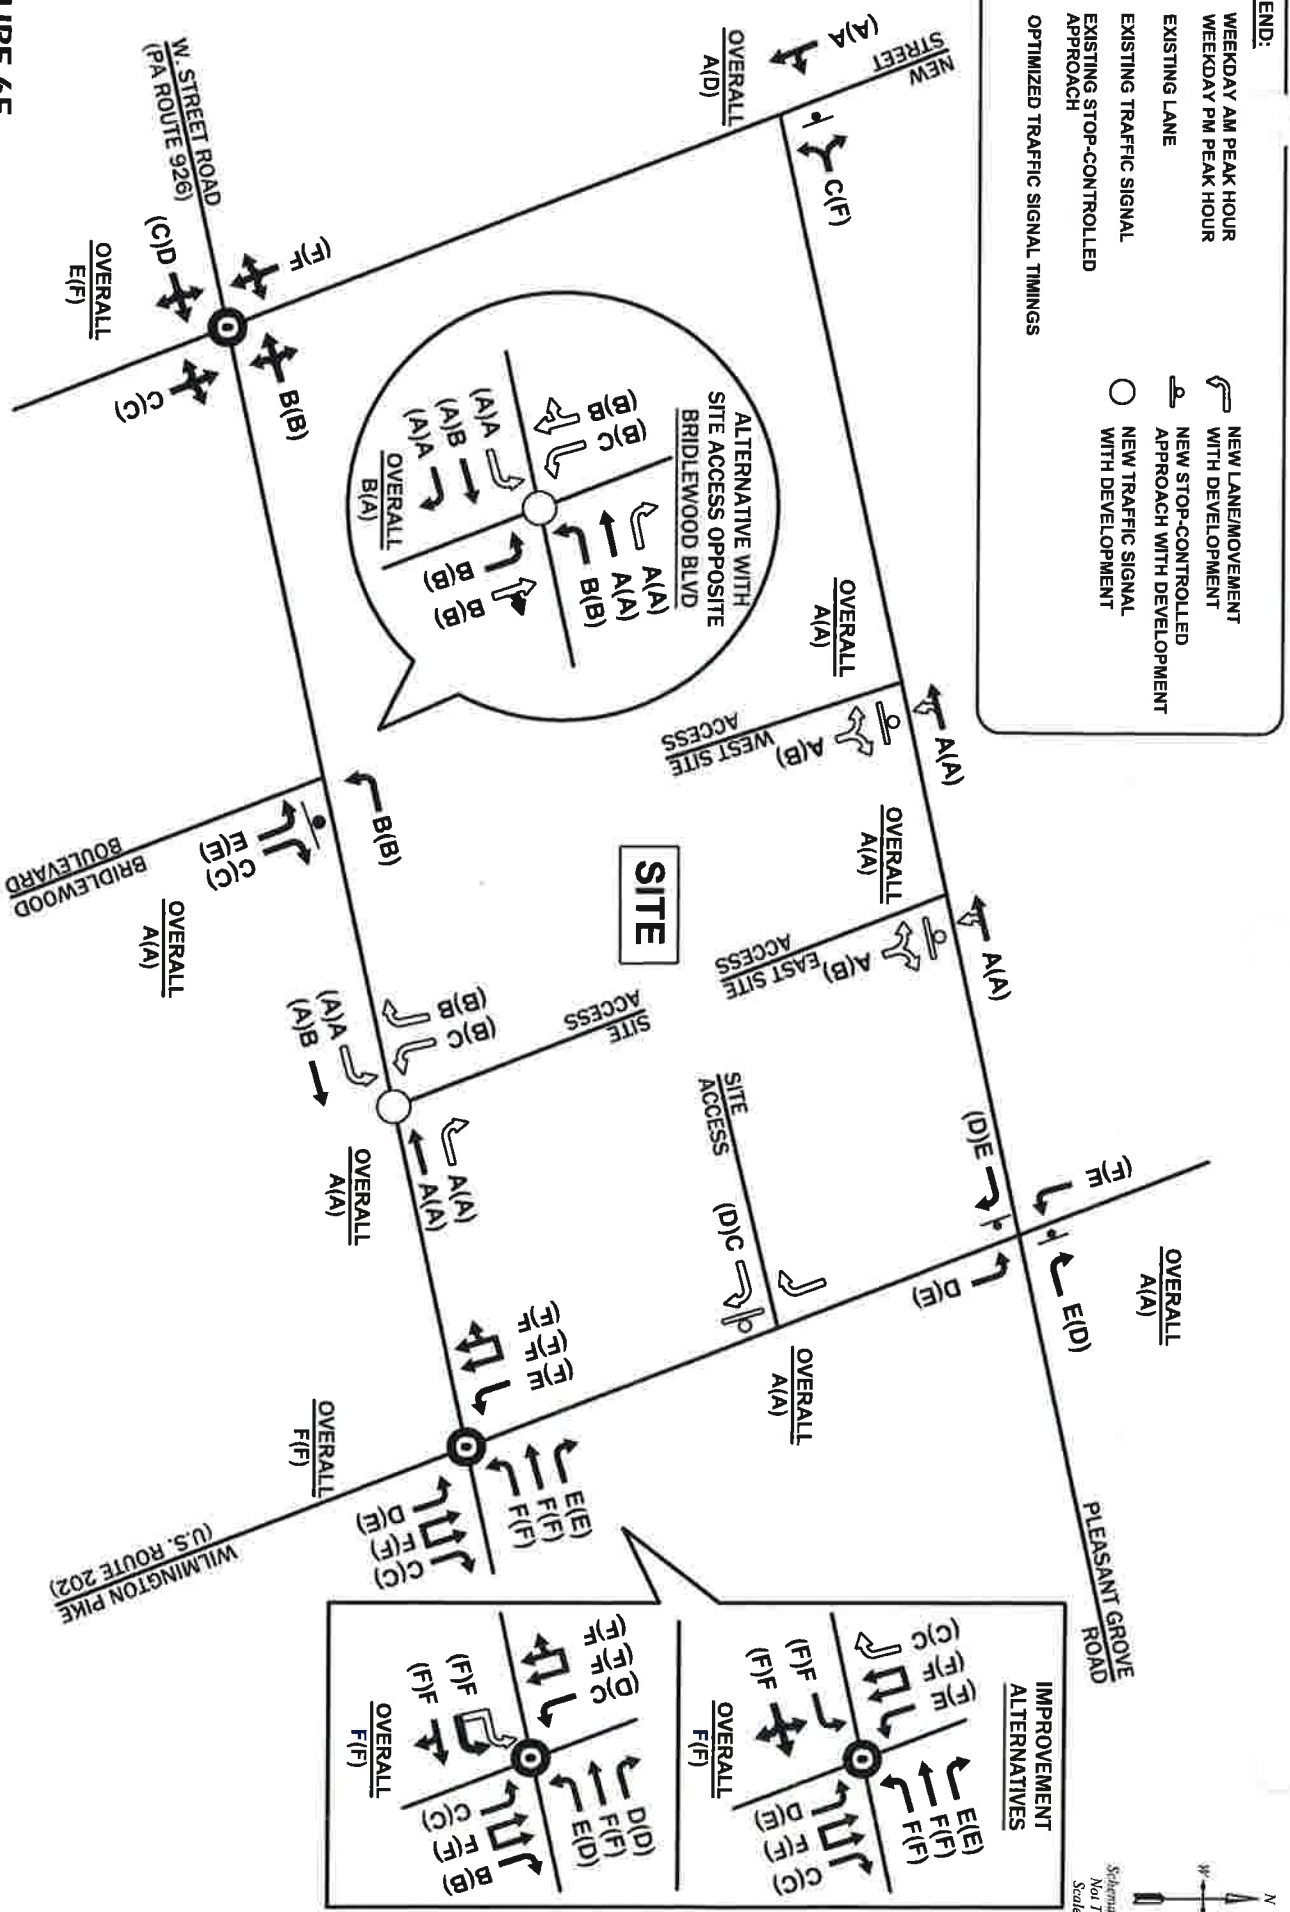 END:
WEEKDAY AM PEAK HOUR
WEEKDAY PM PEAK HOUR
EXISTING LANE
EXISTING TRAFFIC SIGNAL
EXISTING STOP-CONTROLLED
APPROACH
OPTIMIZED TRAFFIC SIGNAL TIMINGS
NEW LANE/MOVEMENT
WITH DEVELOPMENT
NEW STOP-CONTROLLED
APPROACH WITH DEVELOPMENT
NEW TRAFFIC SIGNAL
WITH DEVELOPMENT
N
W
Not T
Scale
NEW
STREET
(A)A
OVERALL
A(D)
C(F)
OVERALL
A(A)
A(A)
WEST SITE
ACCESS
A(B)
OVERALL
A(A)
A(A)
EAST SITE
ACCESS
A(B)
(D)E
(F)E
E(D)
D(E)
OVERALL
A(A)
PLEASANT GROVE
ROAD
SITE
ACCESS
(D)C
OVERALL
A(A)
SITE
ALTERNATIVE WITH
SITE ACCESS OPPOSITE
BRIDLEWOOD BLVD
(B)B
(B)C
(A)A
(A)B
(A)A
A(A)
A(A)
B(B)
B(B)
B(B)
OVERALL
B(A)
W. STREET ROAD
(PA ROUTE 926)
(F)F
(C)D
B(B)
C(C)
OVERALL
E(F)
B(B)
E(E)
C(C)
BRIDLEWOOD
BOULEVARD
OVERALL
A(A)
SITE
ACCESS
(B)B
(B)C
(A)A
(A)B
A(A)
A(A)
OVERALL
A(A)
(F)F
(F)F
(F)E
E(E)
F(F)
F(F)
D(E)
F(F)
C(C)
OVERALL
F(F)
WILMINGTON PIKE
(U.S. ROUTE 202)
IMPROVEMENT
ALTERNATIVES
(C)C
(F)F
(F)E
(F)F
(F)F
E(E)
F(F)
F(F)
D(E)
F(F)
C(C)
OVERALL
F(F)
(F)F
(F)F
(D)C
(F)F
(F)F
D(D)
F(F)
E(D)
C(C)
F(F)
B(B)
OVERALL
F(F)